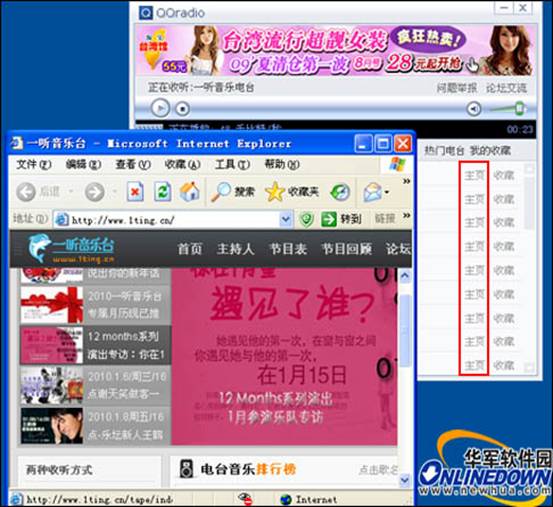 QQradio
台湾馆
55元
台湾流行超靓女装
疯狂热卖!
09夏清仓第一波 8月号 28元起开抢
正在收听:一听音乐电台
问题举报 论坛交流
00:23
热门电台 我的收藏
主页 收藏
主页 收藏
主页 收藏
主页 收藏
主页 收藏
主页 收藏
主页 收藏
主页 收藏
主页 收藏
一听音乐台 - Microsoft Internet Explorer
文件(F) 编辑(E) 查看(V) 收藏(A) 工具(T) 帮助(H)
后退 搜索 收藏夹
地址(D) http://www.1ting.cn/ 转到 链接 »
一听音乐台
www.1ting.cn
首页 主持人 节目表 节目回顾 论坛
说出你的新年话
2010一听音乐台
专属月历现已推
12 months系列
演出专访:你在1
2010.1.6/周三/16
点谢天笑做客一
2010.1.8/周五/16
点-乐坛新人王鹤
你在1月里
遇见了谁?
她遇见他的第一次,在窗与窗之间
你遇见她与他的第一次,
在1月15日
12 Months系列演出
1月参演乐队专访
两种收听方式
电台音乐排行榜
点击歌名
http://www.1ting.cn/tape/ind
Internet
华军软件园
ONLINEDOWN
www.newhua.com